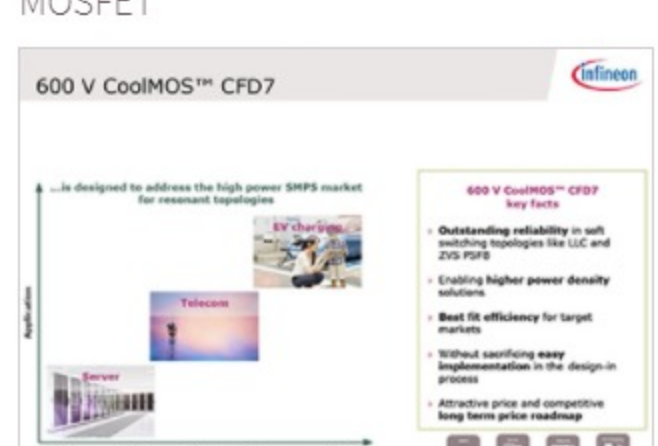 MOSFET
600 V CoolMOS™ CFD7
infineon
...is designed to address the high power SMPS market
for resonant topologies
EV charging
Telecom
Server
Application
600 V CoolMOS™ CFD7
key facts
Outstanding reliability in soft
switching topologies like LLC and
ZVS PSFB
Enabling higher power density
solutions
Best fit efficiency for target
markets
Without sacrificing easy
implementation in the design-in
process
Attractive price and competitive
long term price roadmap